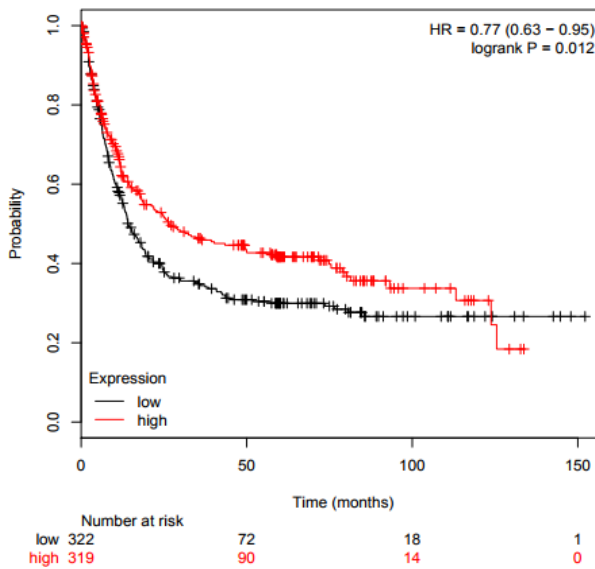 HR = 0.77 (0.63 − 0.95)
logrank P = 0.012
1.0
0.8
0.6
0.4
0.2
0.0
Probability
Expression
low
high
0 50 100 150
Time (months)
Number at risk
low 322 72 18 1
high 319 90 14 0